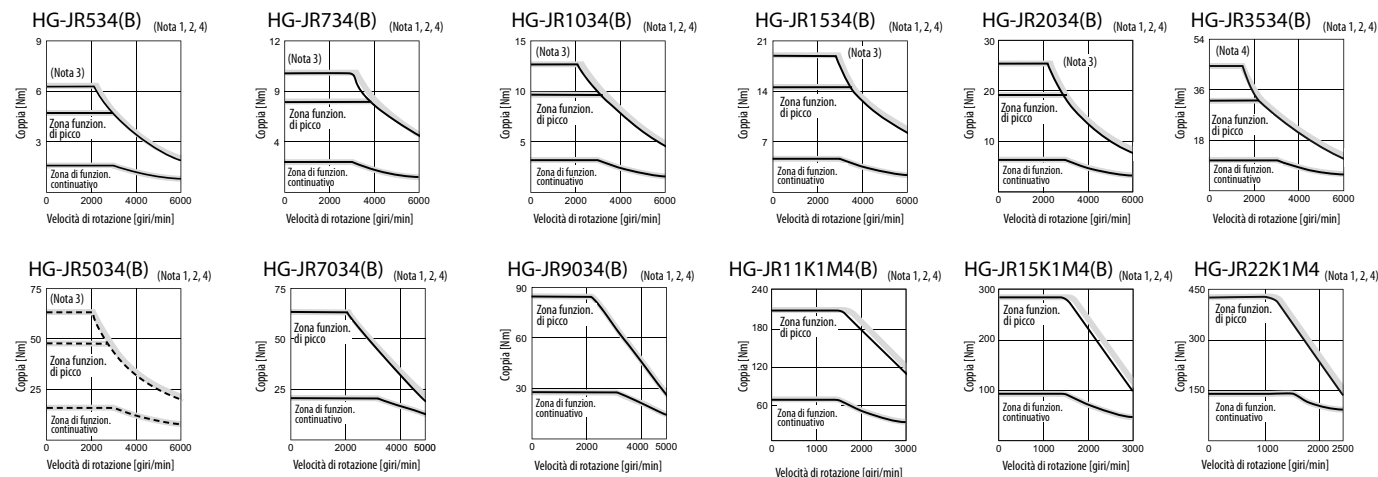 HG-JR534(B) (Nota 1, 2, 4)
Coppia [Nm]
9
6
3
(Nota 3)
Zona funzion.
di picco
Zona di funzion.
continuativo
0 2000 4000 6000
Velocità di rotazione [giri/min]
HG-JR734(B) (Nota 1, 2, 4)
Coppia [Nm]
12
9
4
(Nota 3)
Zona funzion.
di picco
Zona di funzion.
continuativo
0 2000 4000 6000
Velocità di rotazione [giri/min]
HG-JR1034(B) (Nota 1, 2, 4)
Coppia [Nm]
15
10
5
(Nota 3)
Zona funzion.
di picco
Zona di funzion.
continuativo
0 2000 4000 6000
Velocità di rotazione [giri/min]
HG-JR1534(B) (Nota 1, 2, 4)
Coppia [Nm]
21
14
7
(Nota 3)
Zona funzion.
di picco
Zona di funzion.
continuativo
0 2000 4000 6000
Velocità di rotazione [giri/min]
HG-JR2034(B) (Nota 1, 2, 4)
Coppia [Nm]
30
20
10
(Nota 3)
Zona funzion.
di picco
Zona di funzion.
continuativo
0 2000 4000 6000
Velocità di rotazione [giri/min]
HG-JR3534(B) (Nota 1, 2, 4)
Coppia [Nm]
54
36
18
(Nota 4)
Zona funzion.
di picco
Zona di funzion.
continuativo
0 2000 4000 6000
Velocità di rotazione [giri/min]
HG-JR5034(B) (Nota 1, 2, 4)
Coppia [Nm]
75
50
25
(Nota 3)
Zona funzion.
di picco
Zona di funzion.
continuativo
0 2000 4000 6000
Velocità di rotazione [giri/min]
HG-JR7034(B) (Nota 1, 2, 4)
Coppia [Nm]
75
50
25
Zona funzion.
di picco
Zona di funzion.
continuativo
0 2000 4000 5000
Velocità di rotazione [giri/min]
HG-JR9034(B) (Nota 1, 2, 4)
Coppia [Nm]
90
60
30
Zona funzion.
di picco
Zona di funzion.
continuativo
0 2000 4000 5000
Velocità di rotazione [giri/min]
HG-JR11K1M4(B) (Nota 1, 2, 4)
Coppia [Nm]
240
180
120
60
Zona funzion.
di picco
Zona di funzion.
continuativo
0 1000 2000 3000
Velocità di rotazione [giri/min]
HG-JR15K1M4(B) (Nota 1, 2, 4)
Coppia [Nm]
300
200
100
Zona funzion.
di picco
Zona di funzion.
continuativo
0 1000 2000 3000
Velocità di rotazione [giri/min]
HG-JR22K1M4 (Nota 1, 2, 4)
Coppia [Nm]
450
300
150
Zona funzion.
di picco
Zona di funzion.
continuativo
0 1000 2000 2500
Velocità di rotazione [giri/min]